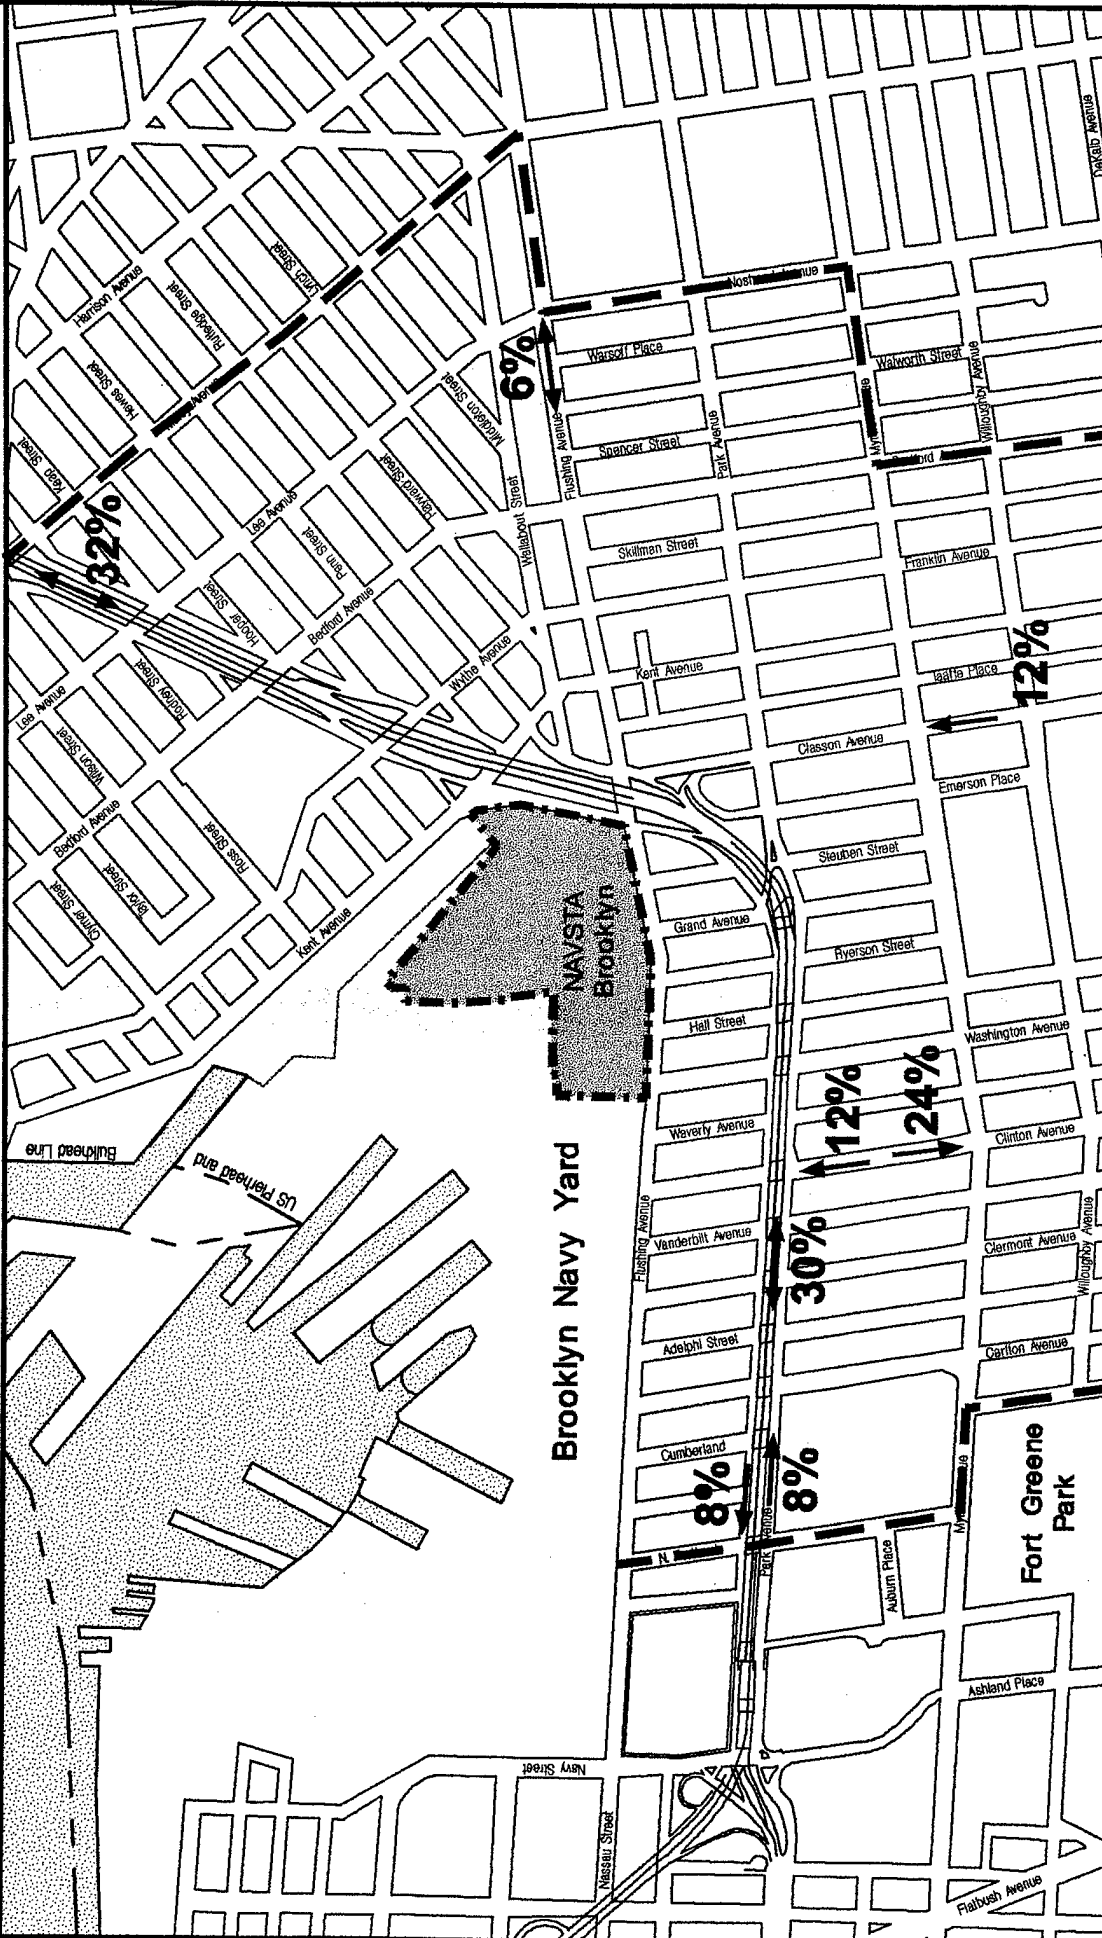 Harrison Avenue
Lynch Street
Rutledge Street
Hewes Street
Keap Street
32%
Lee Avenue
Penn Street
Hayward Street
Middleton Street
Hooper Street
Bedford Avenue
Wythe Avenue
Wallabout Street
Lee Avenue
Rodney Street
Wilson Street
Bedford Avenue
Ross Street
Taylor Street
Clymer Street
Kent Avenue
6%
Flushing Avenue
Warsoff Place
Spencer Street
Park Avenue
Walworth Street
Willoughby Avenue
DeKalb Avenue
Skillman Street
Franklin Avenue
Kent Avenue
Taaffe Place
12%
Classon Avenue
Emerson Place
Steuben Street
Grand Avenue
Ryerson Street
Hall Street
Washington Avenue
NAVSTA
Brooklyn
Bulkhead Line
US Pierhead and
Brooklyn Navy Yard
Waverly Avenue
12%
24%
Clinton Avenue
Flushing Avenue
Vanderbilt Avenue
30%
Clermont Avenue
Willoughby Avenue
Adelphi Street
Carlton Avenue
Cumberland
8%
8%
N.
Park Avenue
Auburn Place
Fort Greene
Park
Ashland Place
Navy Street
Nassau Street
Flatbush Avenue